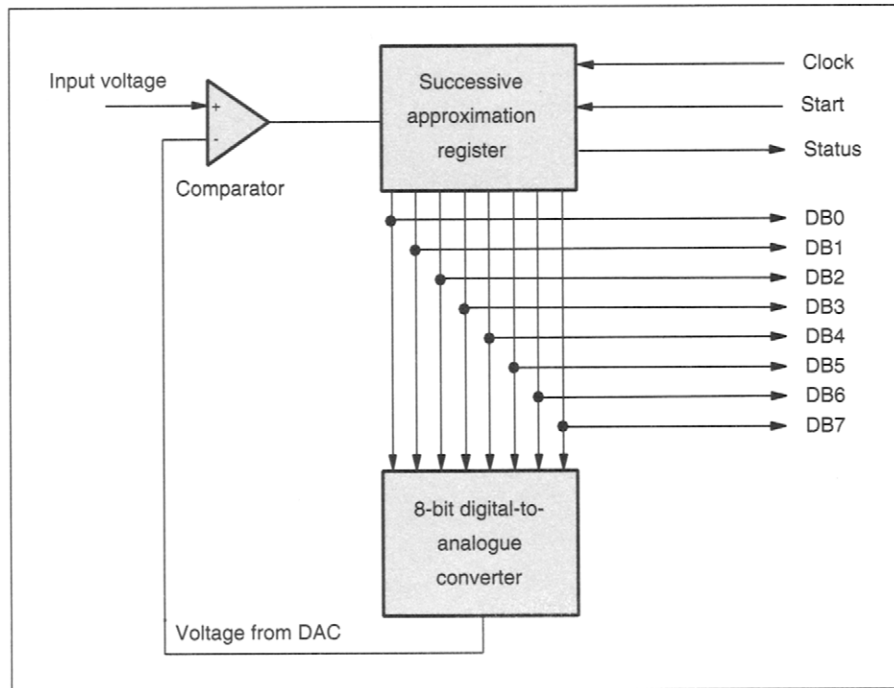 Input voltage
+
-
Comparator
Successive
approximation
register
Clock
Start
Status
DB0
DB1
DB2
DB3
DB4
DB5
DB6
DB7
8-bit digital-to-
analogue
converter
Voltage from DAC